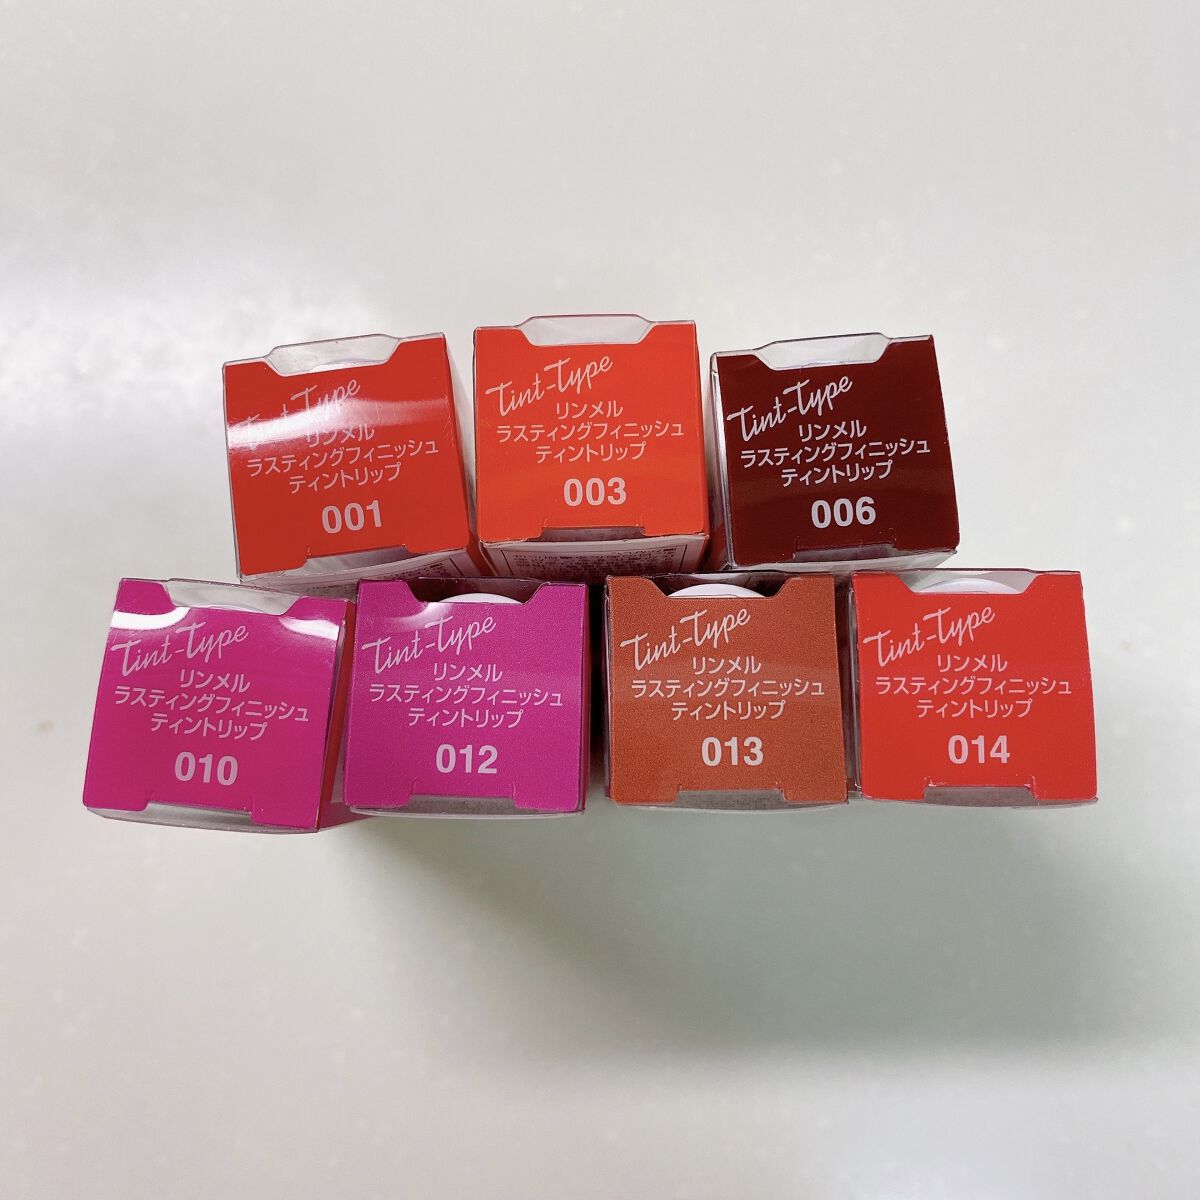 Tint-Type
リンメル
ラスティングフィニッシュ
ティントリップ
001
Tint-Type
リンメル
ラスティングフィニッシュ
ティントリップ
003
Tint-Type
リンメル
ラスティングフィニッシュ
ティントリップ
006
Tint-Type
リンメル
ラスティングフィニッシュ
ティントリップ
010
Tint-Type
リンメル
ラスティングフィニッシュ
ティントリップ
012
Tint-Type
リンメル
ラスティングフィニッシュ
ティントリップ
013
Tint-Type
リンメル
ラスティングフィニッシュ
ティントリップ
014